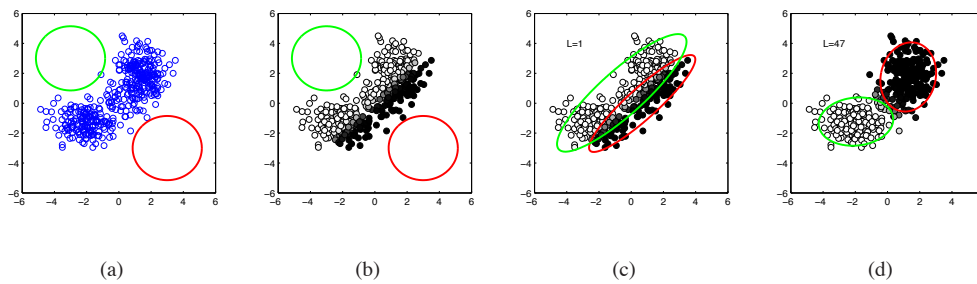 6 6 6 6
4 4 4 4
L=1 L=47
2 2 2 2
0 0 0 0
−2 −2 −2 −2
−4 −4 −4 −4
−6 −6 −6 −6
−6 −4 −2 0 2 4 6 −6 −4 −2 0 2 4 6 −6 −4 −2 0 2 4 6 −6 −4 −2 0 2 4 6
(a) (b) (c) (d)